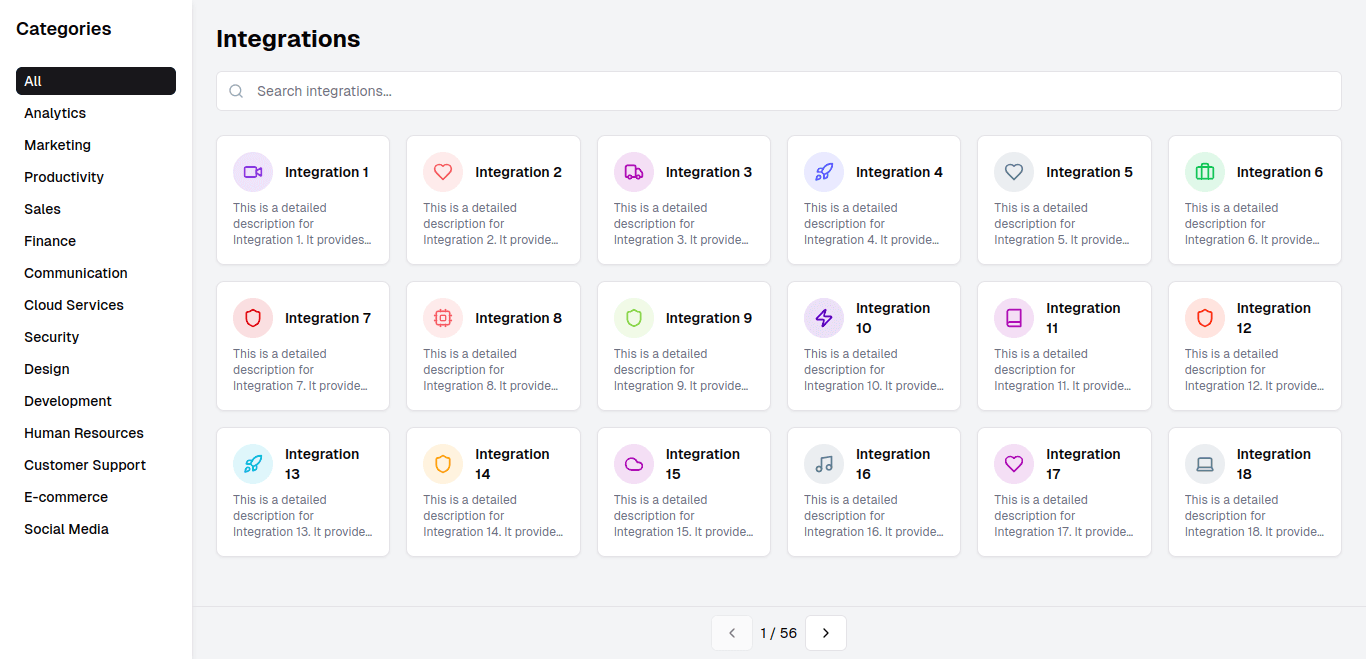 Categories
All
Analytics
Marketing
Productivity
Sales
Finance
Communication
Cloud Services
Security
Design
Development
Human Resources
Customer Support
E-commerce
Social Media
Integrations
Search integrations...
Integration 1
This is a detailed
description for
Integration 1. It provides…
Integration 2
This is a detailed
description for
Integration 2. It provide…
Integration 3
This is a detailed
description for
Integration 3. It provide…
Integration 4
This is a detailed
description for
Integration 4. It provide…
Integration 5
This is a detailed
description for
Integration 5. It provide…
Integration 6
This is a detailed
description for
Integration 6. It provide…
Integration 7
This is a detailed
description for
Integration 7. It provide…
Integration 8
This is a detailed
description for
Integration 8. It provide…
Integration 9
This is a detailed
description for
Integration 9. It provide…
Integration
10
This is a detailed
description for
Integration 10. It provide…
Integration
11
This is a detailed
description for
Integration 11. It provide…
Integration
12
This is a detailed
description for
Integration 12. It provide…
Integration
13
This is a detailed
description for
Integration 13. It provide…
Integration
14
This is a detailed
description for
Integration 14. It provide…
Integration
15
This is a detailed
description for
Integration 15. It provide…
Integration
16
This is a detailed
description for
Integration 16. It provide…
Integration
17
This is a detailed
description for
Integration 17. It provide…
Integration
18
This is a detailed
description for
Integration 18. It provide…
1 / 56